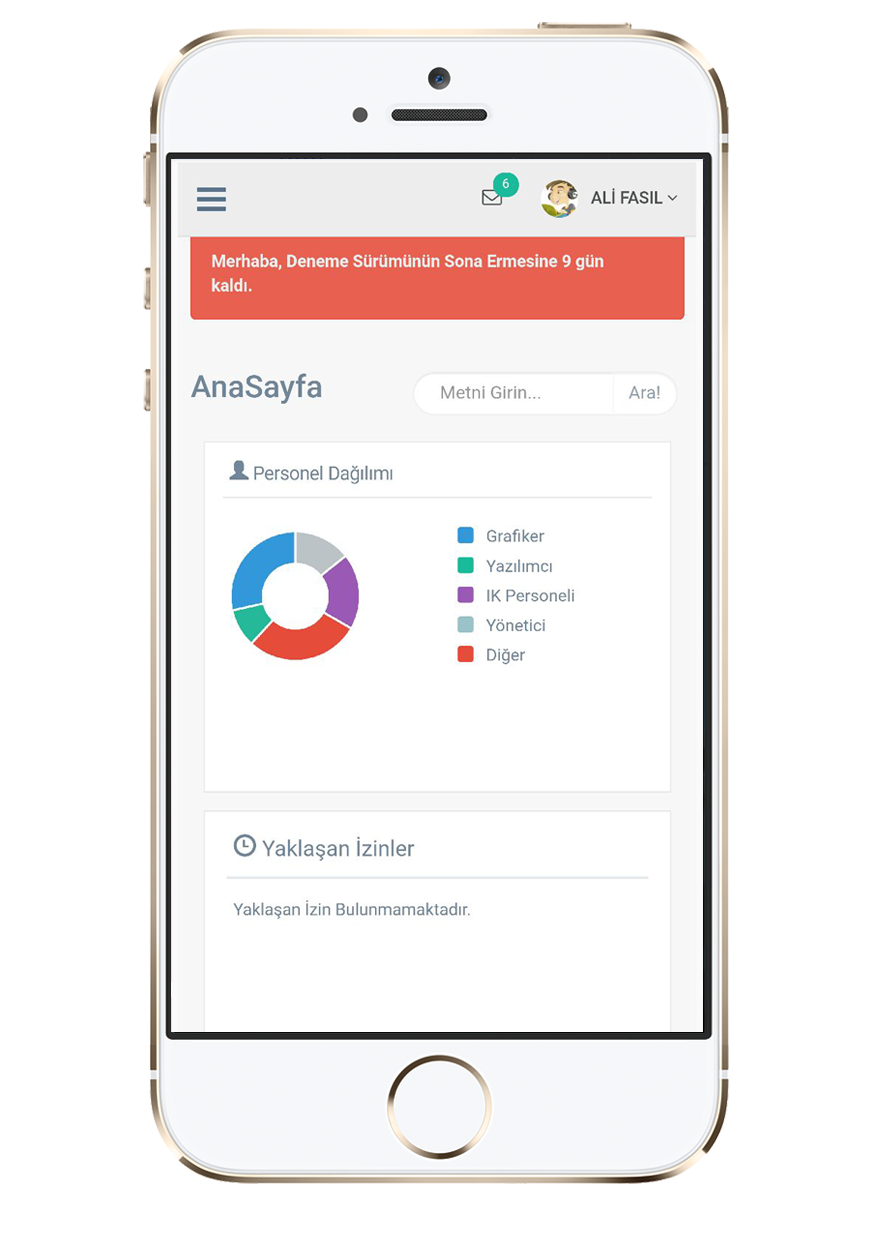 6
ALİ FASIL
Merhaba, Deneme Sürümünün Sona Ermesine 9 gün
kaldı.
AnaSayfa
Metni Girin...
Ara!
Personel Dağılımı
Grafiker
Yazılımcı
IK Personeli
Yönetici
Diğer
Yaklaşan İzinler
Yaklaşan İzin Bulunmamaktadır.